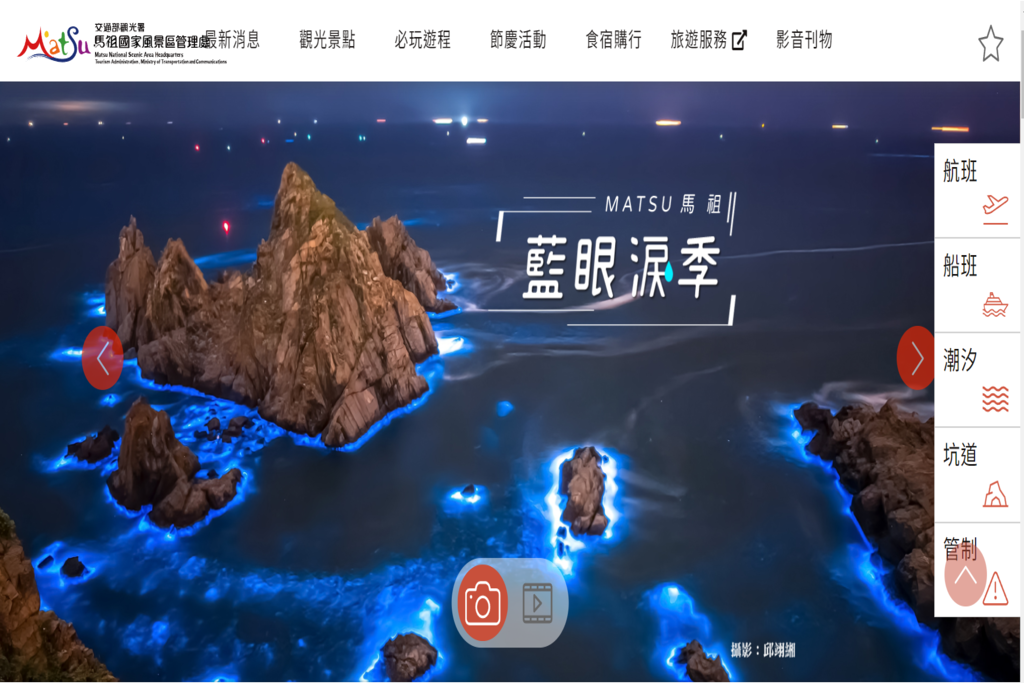 Matsu
交通部觀光署
馬祖國家風景區管理處
Matsu National Scenic Area Headquarters
Tourism Administration, Ministry of Transportation and Communications
最新消息
觀光景點
必玩遊程
節慶活動
食宿購行
旅遊服務
影音刊物
航班
船班
潮汐
坑道
管制
MATSU 馬祖
藍眼淚季
攝影：邱翊湘